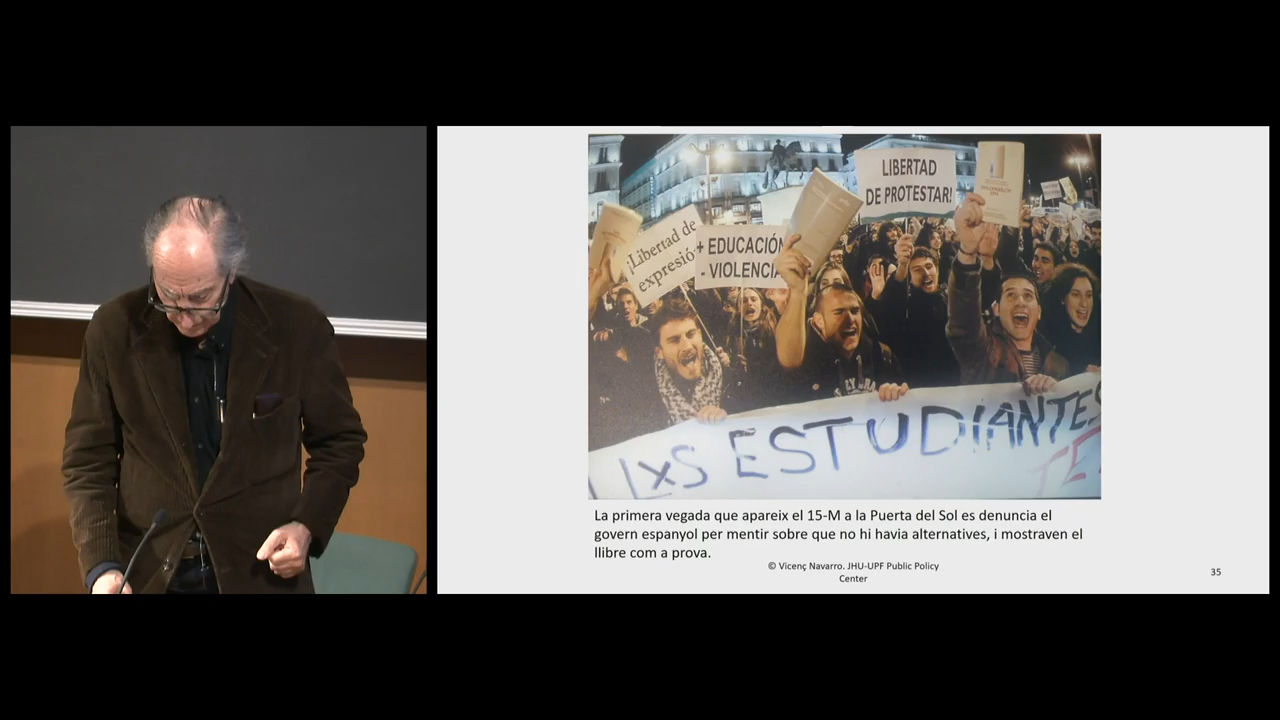 LIBERTAD
DE PROTESTAR!
¡Libertad de
expresió
+ EDUCACIÓN
- VIOLENCIA
LxS ESTUDIANTES
La primera vegada que apareix el 15-M a la Puerta del Sol es denuncia el
govern espanyol per mentir sobre que no hi havia alternatives, i mostraven el
llibre com a prova.
© Vicenç Navarro. JHU-UPF Public Policy
Center
35